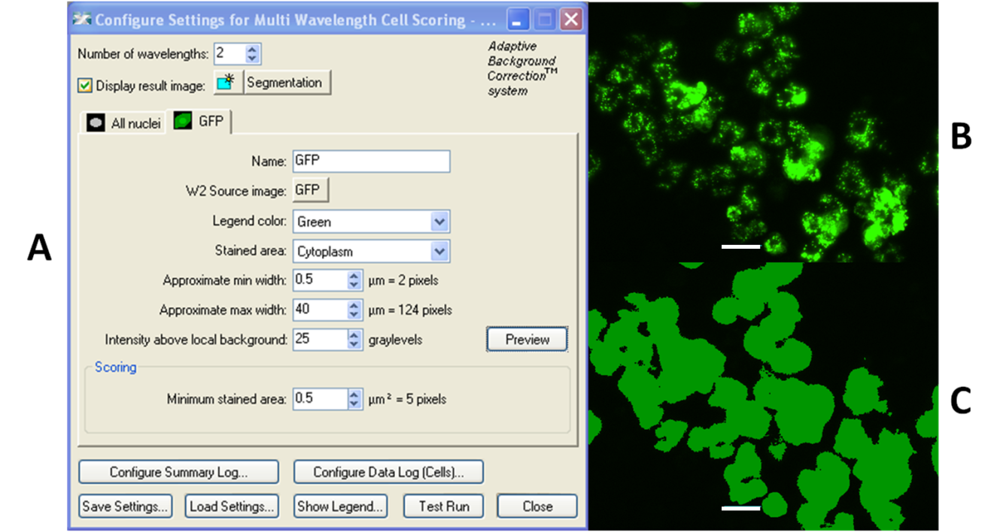 A
Configure Settings for Multi Wavelength Cell Scoring - ...
Number of wavelengths: 2
Display result image: Segmentation
Adaptive
Background
Correction™
system
All nuclei GFP
Name: GFP
W2 Source image: GFP
Legend color: Green
Stained area: Cytoplasm
Approximate min width: 0.5 µm = 2 pixels
Approximate max width: 40 µm = 124 pixels
Intensity above local background: 25 graylevels
Preview
Scoring
Minimum stained area: 0.5 µm² = 5 pixels
Configure Summary Log... Configure Data Log (Cells)...
Save Settings... Load Settings... Show Legend... Test Run Close
B
C